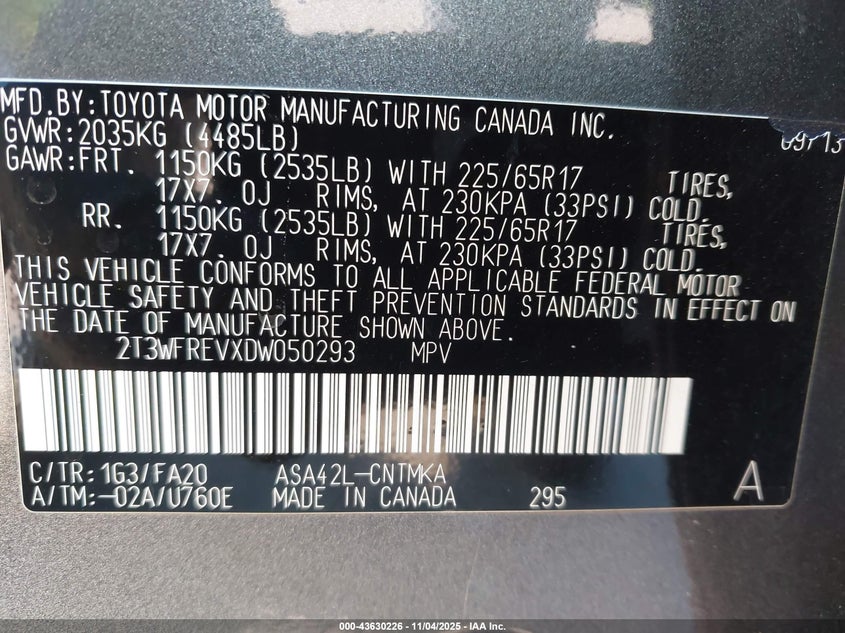 MFD.BY:TOYOTA MOTOR MANUFACTURING CANADA INC. 09/13
GVWR:2035KG (4485LB)
GAWR:FRT. 1150KG (2535LB) WITH 225/65R17 TIRES,
17X7.0J RIMS, AT 230KPA (33PSI) COLD.
RR. 1150KG (2535LB) WITH 225/65R17 TIRES,
17X7.0J RIMS, AT 230KPA (33PSI) COLD.
THIS VEHICLE CONFORMS TO ALL APPLICABLE FEDERAL MOTOR
VEHICLE SAFETY AND THEFT PREVENTION STANDARDS IN EFFECT ON
THE DATE OF MANUFACTURE SHOWN ABOVE.
2T3WFREVXDW050293 MPV
C/TR:1G3/FA20 ASA42L-CNTMKA
A/TM:-02A/U760E MADE IN CANADA 295 A
000-43630226 - 11/04/2025 - IAA Inc.